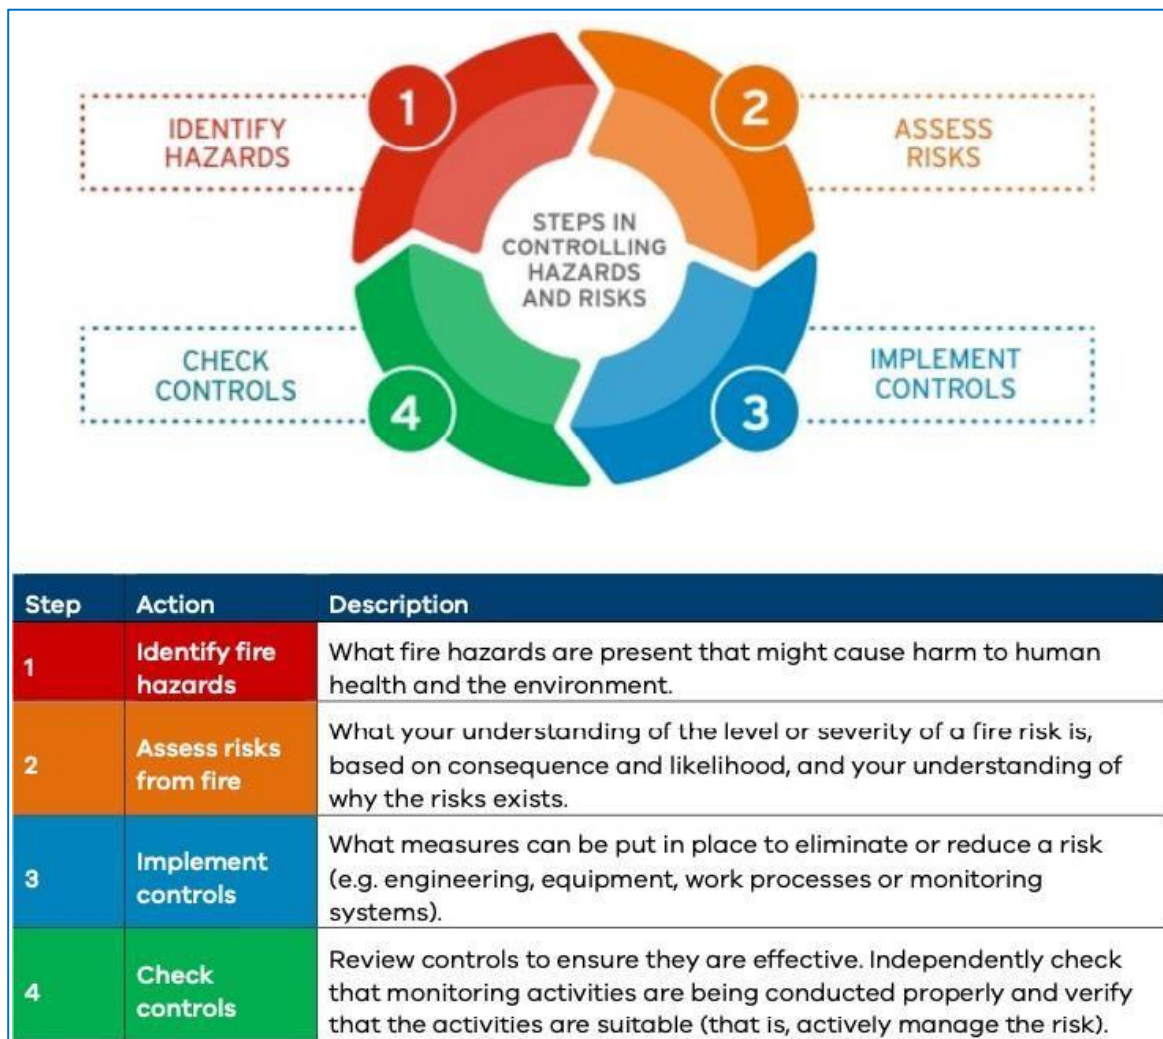 1
IDENTIFY
HAZARDS
2
ASSESS
RISKS
STEPS IN
CONTROLLING
HAZARDS
AND RISKS
CHECK
CONTROLS
4
IMPLEMENT
CONTROLS
3
Step Action Description
1 Identify fire hazards What fire hazards are present that might cause harm to human
health and the environment.
2 Assess risks from fire What your understanding of the level or severity of a fire risk is,
based on consequence and likelihood, and your understanding of
why the risks exists.
3 Implement controls What measures can be put in place to eliminate or reduce a risk
(e.g. engineering, equipment, work processes or monitoring
systems).
4 Check controls Review controls to ensure they are effective. Independently check
that monitoring activities are being conducted properly and verify
that the activities are suitable (that is, actively manage the risk).